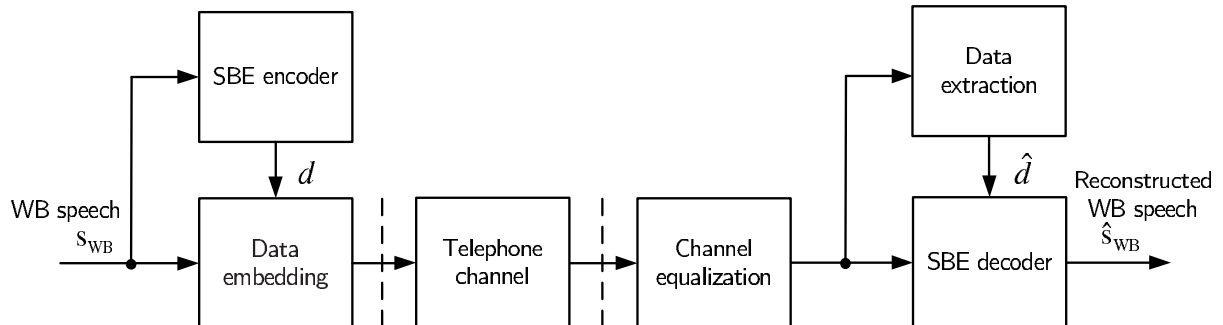 SBE encoder
Data
extraction
d
d̂
WB speech
s_WB
Data
embedding
Telephone
channel
Channel
equalization
SBE decoder
Reconstructed
WB speech
ŝ_WB